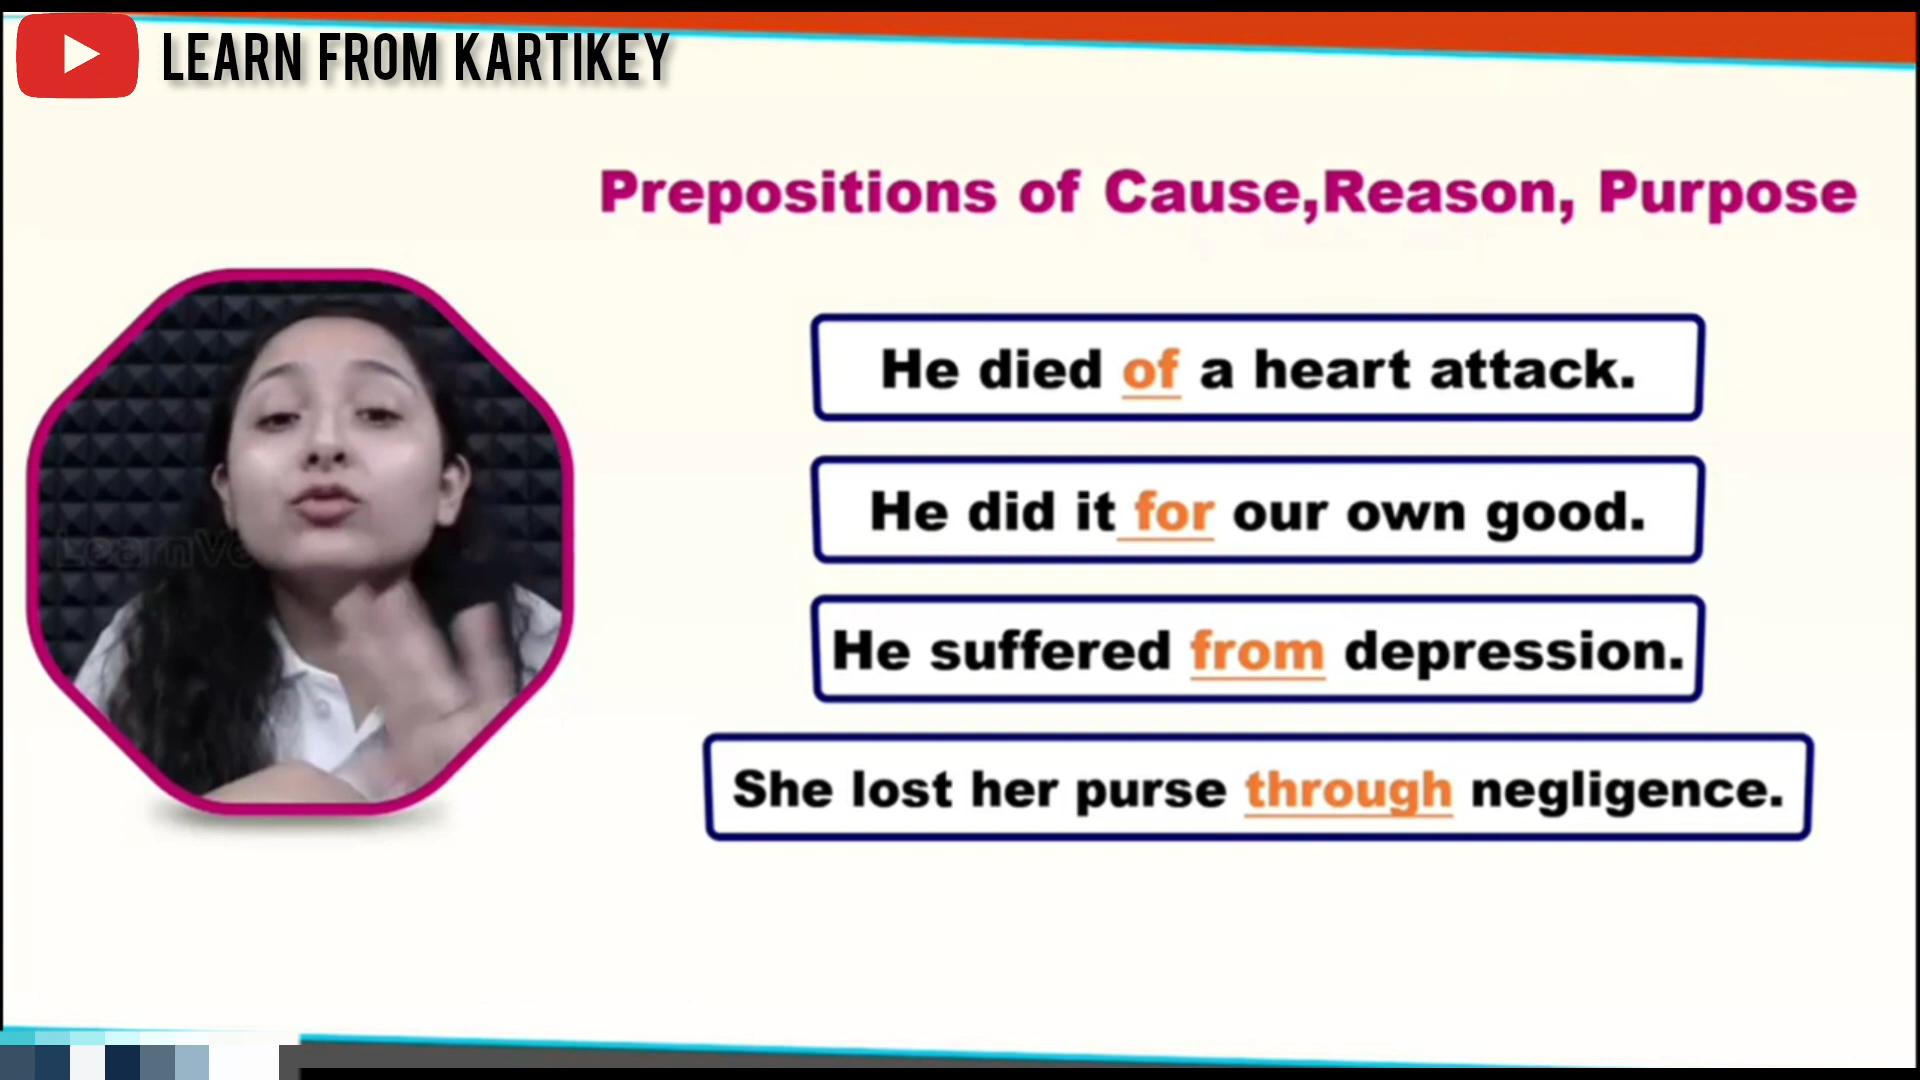 LEARN FROM KARTIKEY
Prepositions of Cause,Reason, Purpose
He died of a heart attack.
He did it for our own good.
He suffered from depression.
She lost her purse through negligence.